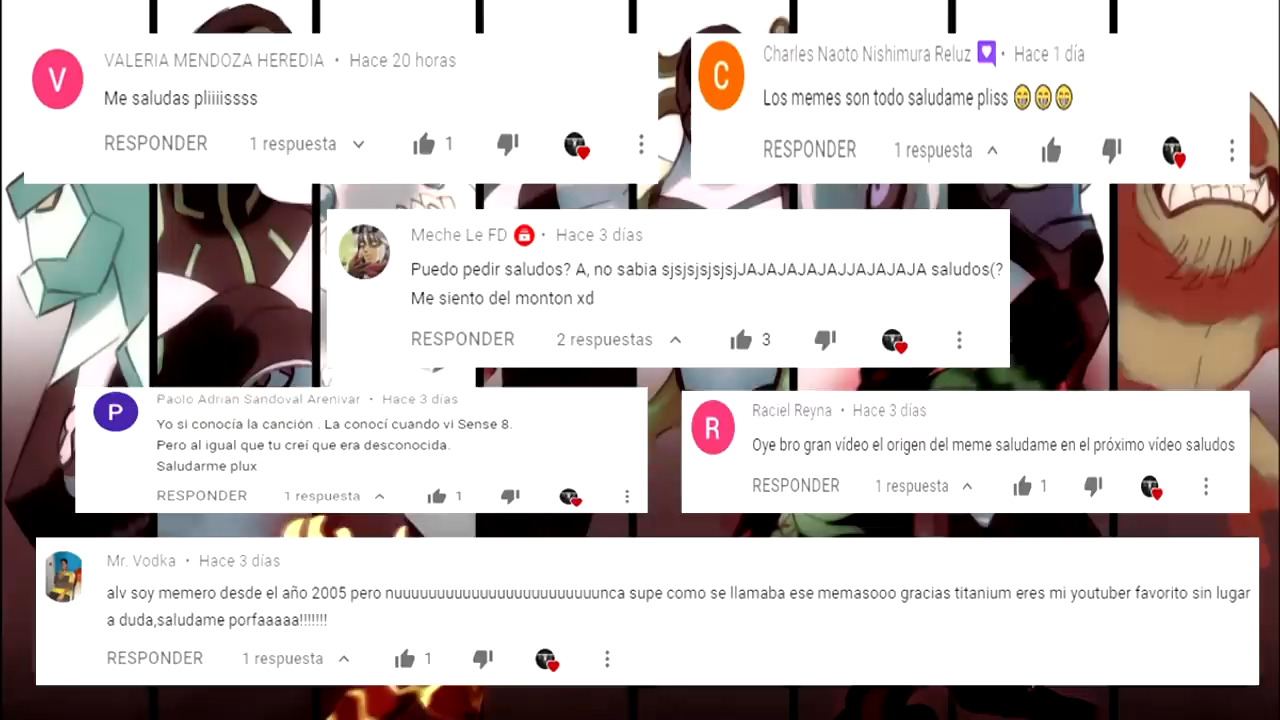 V
VALERIA MENDOZA HEREDIA • Hace 20 horas
Me saludas pliiiissss
RESPONDER 1 respuesta 1
C
Charles Naoto Nishimura Reluz • Hace 1 día
Los memes son todo saludame pliss 😁😁😁
RESPONDER 1 respuesta
Meche Le FD • Hace 3 días
Puedo pedir saludos? A, no sabia sjsjsjsjsjsjJAJAJAJAJAJJAJAJAJA saludos(?
Me siento del monton xd
RESPONDER 2 respuestas 3
P
Paolo Adrian Sandoval Arenivar • Hace 3 días
Yo si conocía la canción . La conocí cuando vi Sense 8.
Pero al igual que tu creí que era desconocida.
Saludarme plux
RESPONDER 1 respuesta 1
R
Raciel Reyna • Hace 3 días
Oye bro gran vídeo el origen del meme saludame en el próximo vídeo saludos
RESPONDER 1 respuesta 1
Mr. Vodka • Hace 3 días
alv soy memero desde el año 2005 pero nuuuuuuuuuuuuuuuuuuuuuuuunca supe como se llamaba ese memasooo gracias titanium eres mi youtuber favorito sin lugar
a duda,saludame porfaaaaa!!!!!!!
RESPONDER 1 respuesta 1